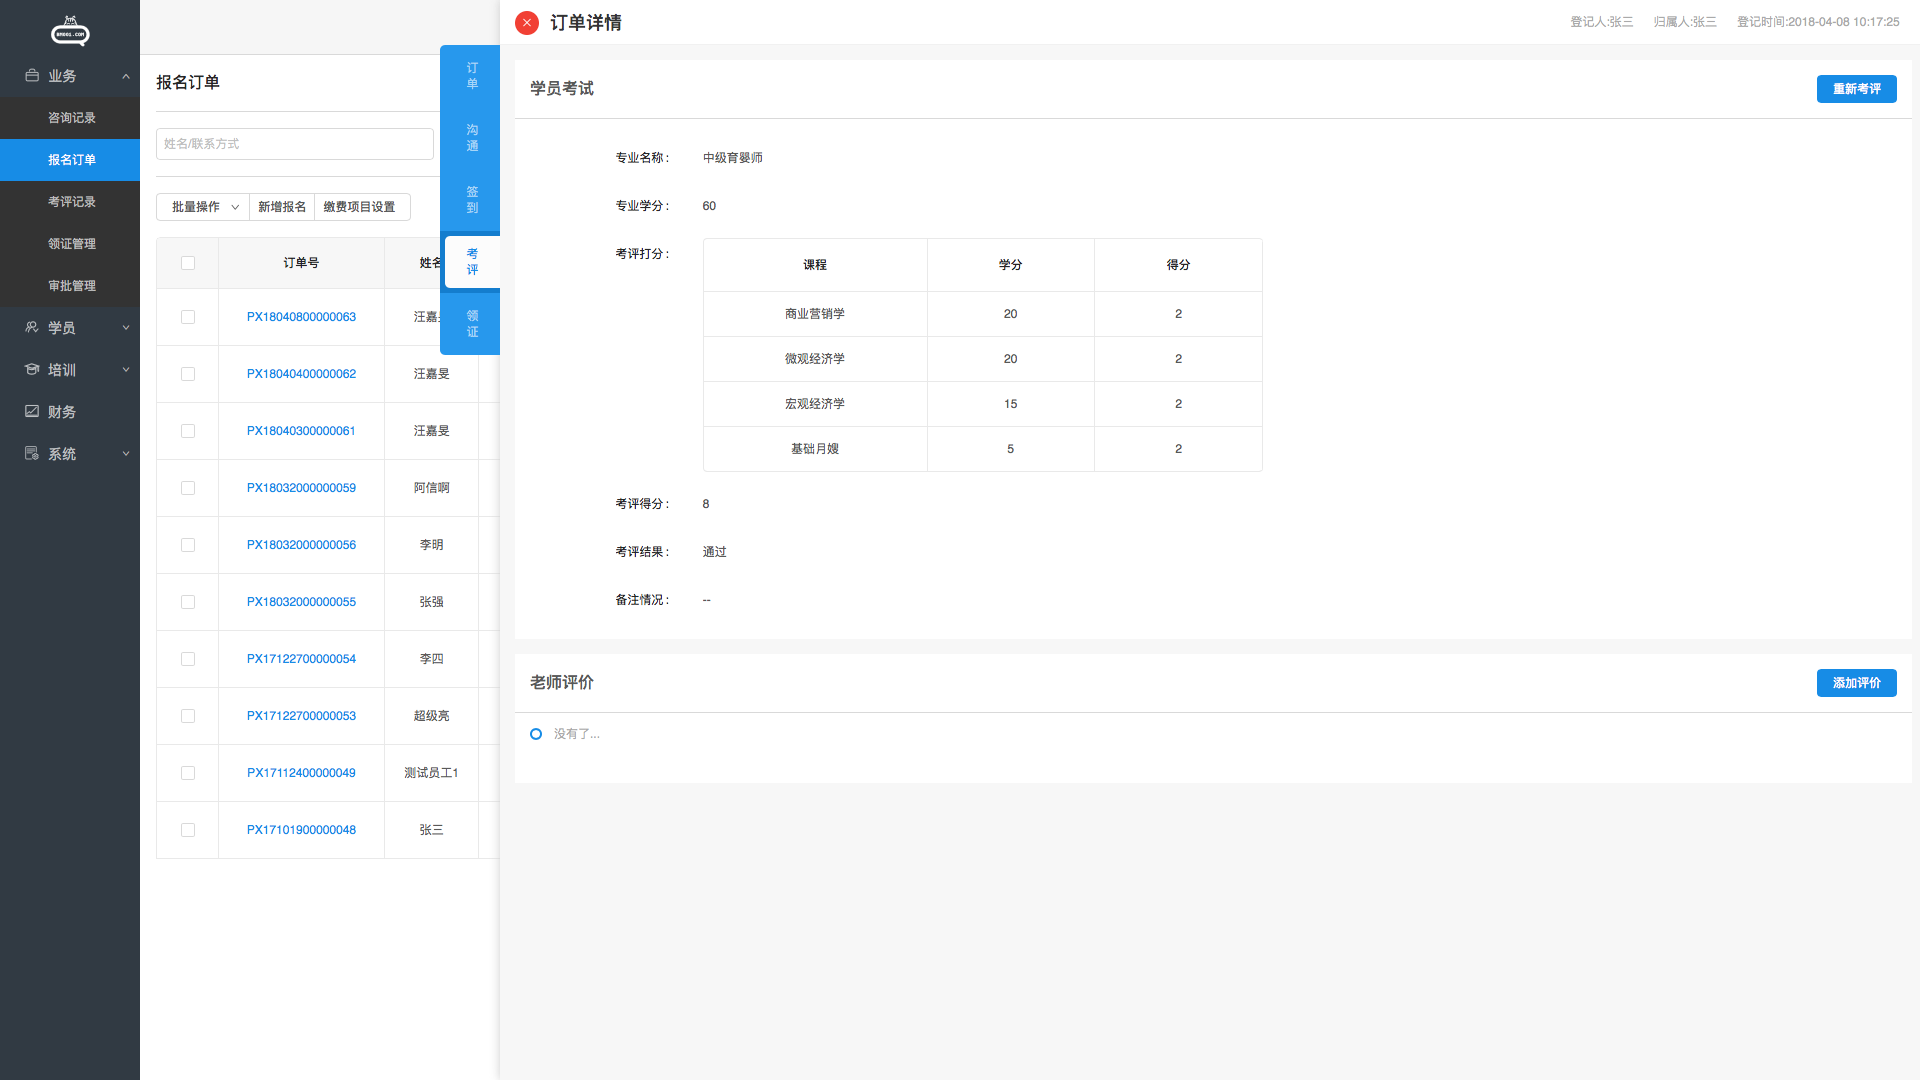 业务
咨询记录
报名订单
考评记录
领证管理
审批管理
学员
培训
财务
系统
报名订单
姓名/联系方式
批量操作 新增报名 缴费项目设置
订单号 姓名
PX18040800000063 汪嘉
PX18040400000062 汪嘉旻
PX18040300000061 汪嘉旻
PX18032000000059 阿信啊
PX18032000000056 李明
PX18032000000055 张强
PX17122700000054 李四
PX17122700000053 超级亮
PX17112400000049 测试员工1
PX17101900000048 张三
订单
沟通
签到
考评
领证
订单详情
登记人:张三 归属人:张三 登记时间:2018-04-08 10:17:25
学员考试
重新考评
专业名称 : 中级育婴师
专业学分 : 60
考评打分 :
课程 学分 得分
商业营销学 20 2
微观经济学 20 2
宏观经济学 15 2
基础月嫂 5 2
考评得分 : 8
考评结果 : 通过
备注情况 : --
老师评价
添加评价
没有了...